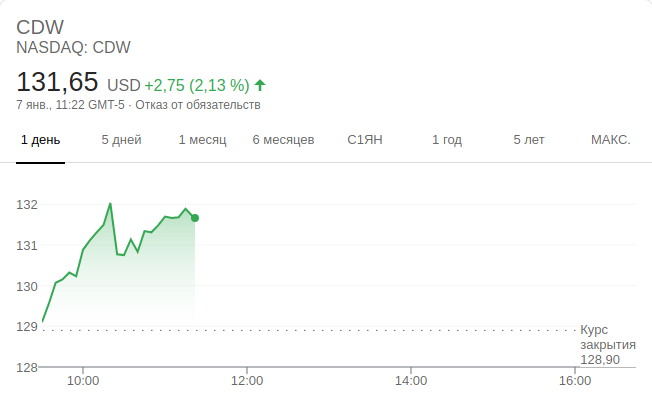 CDW
NASDAQ: CDW
131,65 USD +2,75 (2,13 %)
7 янв., 11:22 GMT-5 · Отказ от обязательств
1 день 5 дней 1 месяц 6 месяцев С1ЯН 1 год 5 лет МАКС.
132
131
130
129
Курс
закрытия
128,90
128
10:00 12:00 14:00 16:00